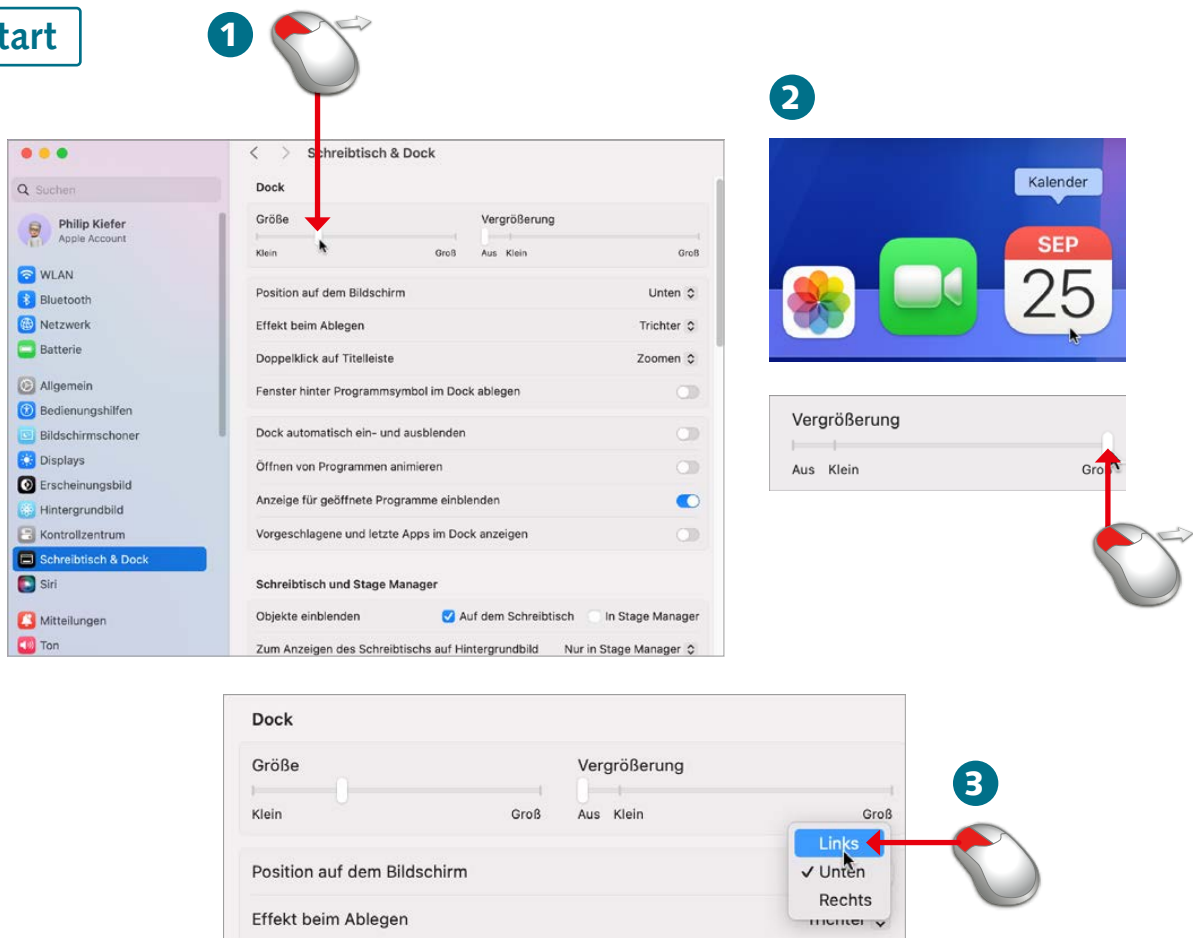 tart
1
Schreibtisch & Dock
Suchen
Philip Kiefer
Apple Account
WLAN
Bluetooth
Netzwerk
Batterie
Allgemein
Bedienungshilfen
Bildschirmschoner
Displays
Erscheinungsbild
Hintergrundbild
Kontrollzentrum
Schreibtisch & Dock
Siri
Mitteilungen
Ton
Dock
Größe Vergrößerung
Klein Groß Aus Klein Groß
Position auf dem Bildschirm Unten
Effekt beim Ablegen Trichter
Doppelklick auf Titelleiste Zoomen
Fenster hinter Programmsymbol im Dock ablegen
Dock automatisch ein- und ausblenden
Öffnen von Programmen animieren
Anzeige für geöffnete Programme einblenden
Vorgeschlagene und letzte Apps im Dock anzeigen
Schreibtisch und Stage Manager
Objekte einblenden Auf dem Schreibtisch In Stage Manager
Zum Anzeigen des Schreibtischs auf Hintergrundbild Nur in Stage Manager
2
Kalender
SEP
25
Vergrößerung
Aus Klein Groß
3
Dock
Größe Vergrößerung
Klein Groß Aus Klein Groß
Links
Position auf dem Bildschirm Unten
Rechts
Effekt beim Ablegen Trichter